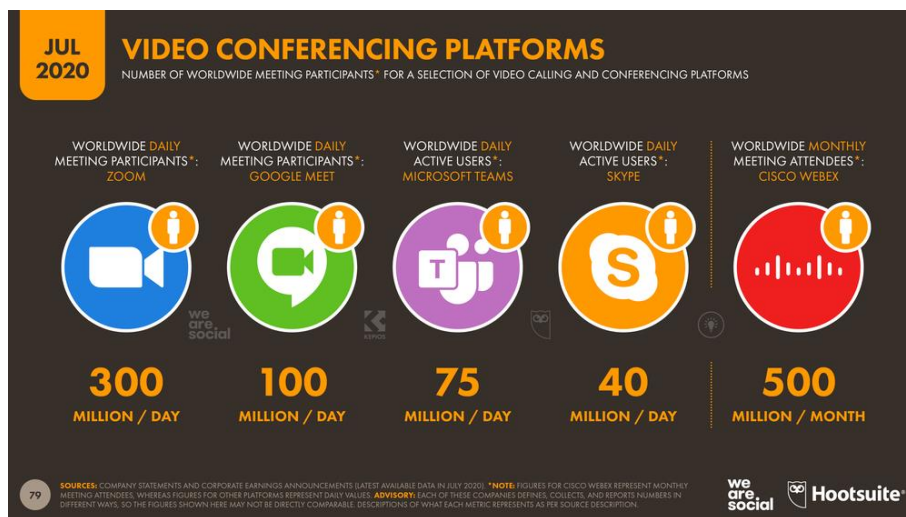 JUL
2020
VIDEO CONFERENCING PLATFORMS
NUMBER OF WORLDWIDE MEETING PARTICIPANTS* FOR A SELECTION OF VIDEO CALLING AND CONFERENCING PLATFORMS
WORLDWIDE DAILY
MEETING PARTICIPANTS*:
ZOOM
WORLDWIDE DAILY
MEETING PARTICIPANTS*:
GOOGLE MEET
WORLDWIDE DAILY
ACTIVE USERS*:
MICROSOFT TEAMS
WORLDWIDE DAILY
ACTIVE USERS*:
SKYPE
WORLDWIDE MONTHLY
MEETING ATTENDEES*:
CISCO WEBEX
T
S
we
are
social
KEPIOS
300
MILLION / DAY
100
MILLION / DAY
75
MILLION / DAY
40
MILLION / DAY
500
MILLION / MONTH
79
SOURCES: COMPANY STATEMENTS AND CORPORATE EARNINGS ANNOUNCEMENTS (LATEST AVAILABLE DATA IN JULY 2020). *NOTE: FIGURES FOR CISCO WEBEX REPRESENT MONTHLY
MEETING ATTENDEES, WHEREAS FIGURES FOR OTHER PLATFORMS REPRESENT DAILY VALUES. ADVISORY: EACH OF THESE COMPANIES DEFINES, COLLECTS, AND REPORTS NUMBERS IN
DIFFERENT WAYS, SO THE FIGURES SHOWN HERE MAY NOT BE DIRECTLY COMPARABLE. DESCRIPTIONS OF WHAT EACH METRIC REPRESENTS AS PER SOURCE DESCRIPTION.
we
are
social
Hootsuite®